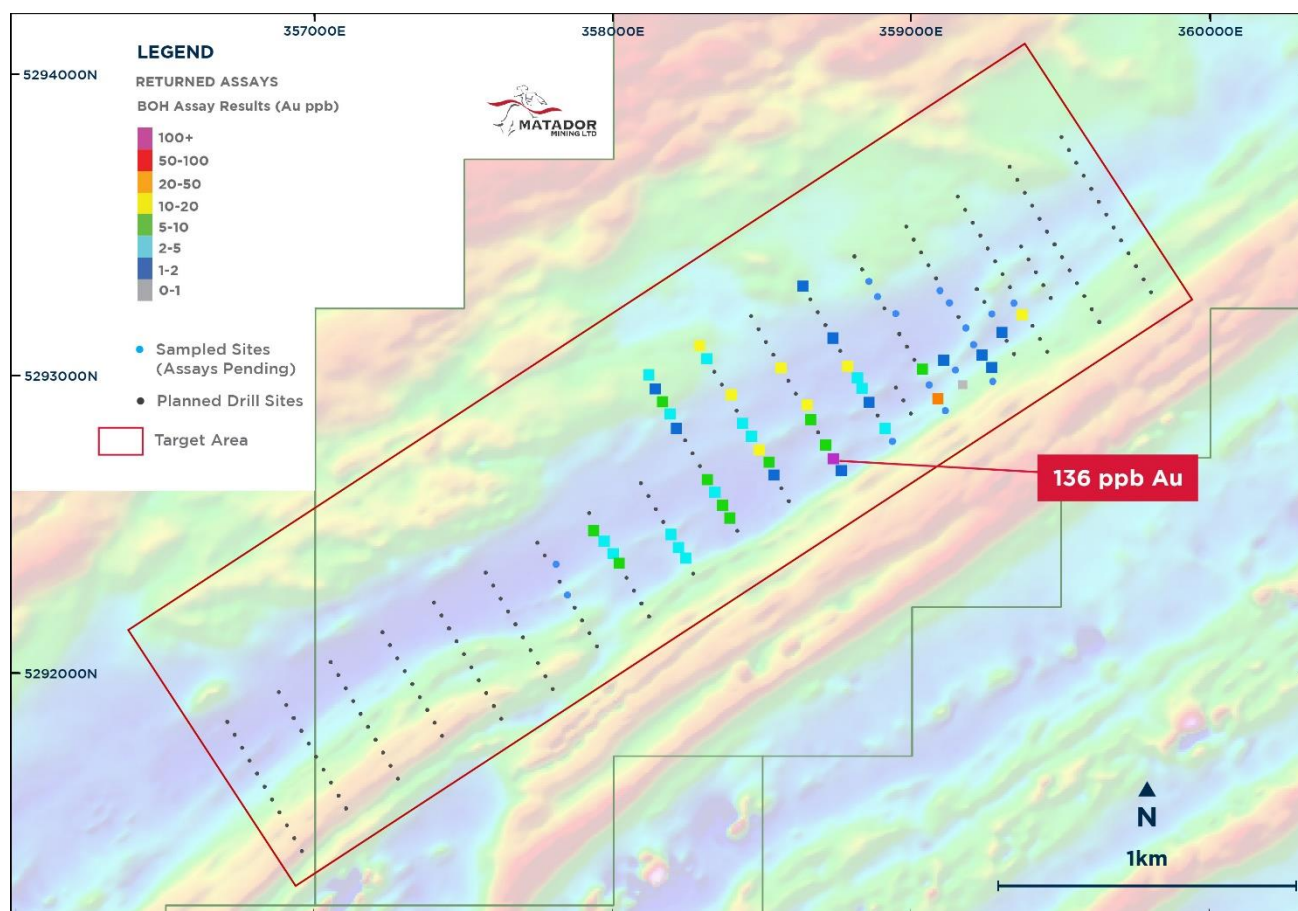 357000E
358000E
359000E
360000E
LEGEND
5294000N
RETURNED ASSAYS
BOH Assay Results (Au ppb)
MATADOR
MINING LTD
100+
50-100
20-50
10-20
5-10
2-5
1-2
0-1
Sampled Sites
(Assays Pending)
5293000N
Planned Drill Sites
Target Area
136 ppb Au
5292000N
N
1km